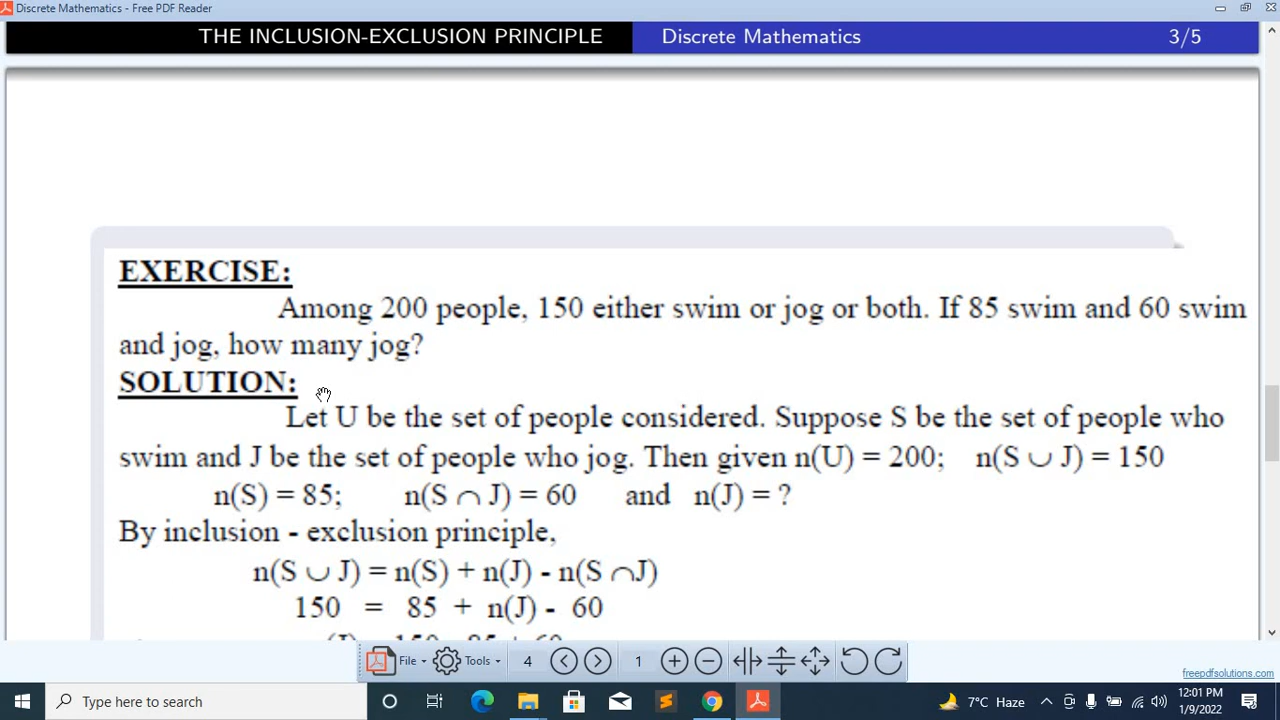 Discrete Mathematics - Free PDF Reader
THE INCLUSION-EXCLUSION PRINCIPLE Discrete Mathematics 3/5
EXERCISE:
Among 200 people, 150 either swim or jog or both. If 85 swim and 60 swim
and jog, how many jog?
SOLUTION:
Let U be the set of people considered. Suppose S be the set of people who
swim and J be the set of people who jog. Then given n(U) = 200; n(S ∪ J) = 150
n(S) = 85; n(S ∩ J) = 60 and n(J) = ?
By inclusion - exclusion principle,
n(S ∪ J) = n(S) + n(J) - n(S ∩J)
150 = 85 + n(J) - 60
File Tools 4 1
freepdfsolutions.com
Type here to search
7°C Haze
12:01 PM
1/9/2022